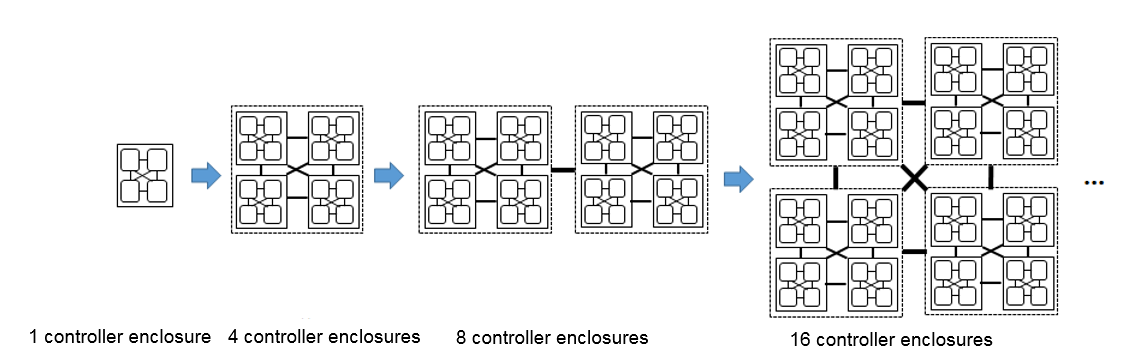 1 controller enclosure
4 controller enclosures
8 controller enclosures
16 controller enclosures
...